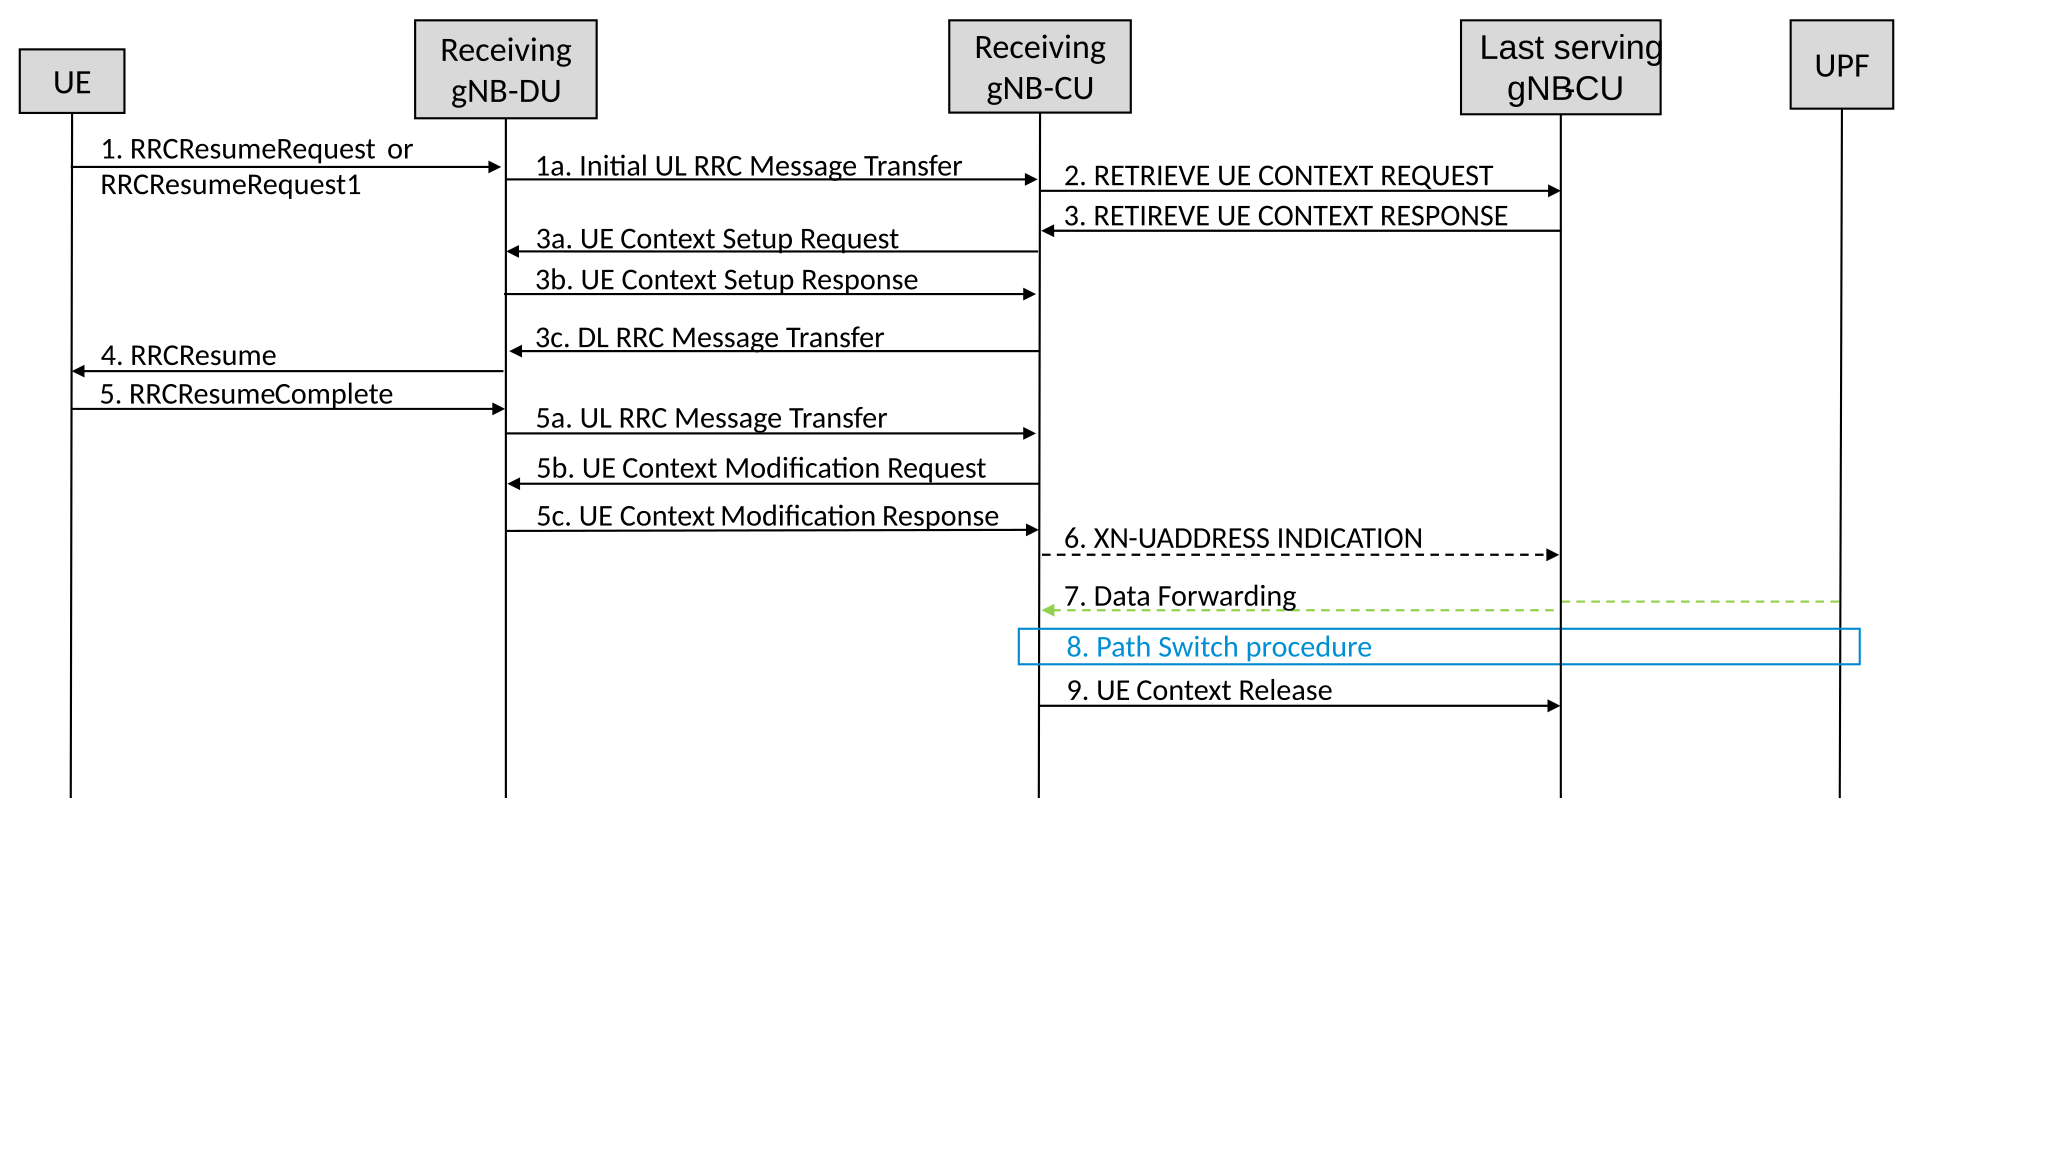 UE
Receiving
gNB-DU
Receiving
gNB-CU
Last serving
gNB-CU
UPF
1. RRCResumeRequest or
RRCResumeRequest1
1a. Initial UL RRC Message Transfer
2. RETRIEVE UE CONTEXT REQUEST
3. RETIREVE UE CONTEXT RESPONSE
3a. UE Context Setup Request
3b. UE Context Setup Response
3c. DL RRC Message Transfer
4. RRCResume
5. RRCResumeComplete
5a. UL RRC Message Transfer
5b. UE Context Modification Request
5c. UE Context Modification Response
6. XN-UADDRESS INDICATION
7. Data Forwarding
8. Path Switch procedure
9. UE Context Release